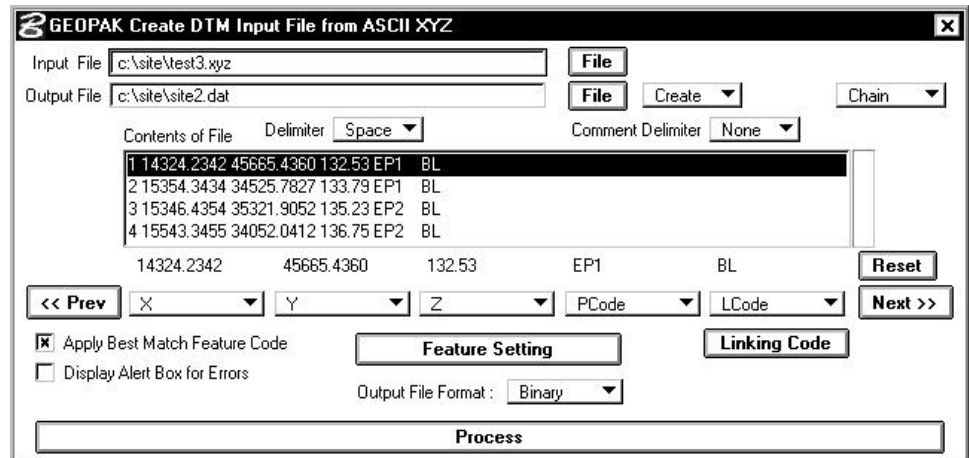 GEOPAK Create DTM Input File from ASCII XYZ
Input File c:\site\test3.xyz File
Output File c:\site\site2.dat File Create Chain
Contents of File Delimiter Space Comment Delimiter None
1 14324.2342 45665.4360 132.53 EP1 BL
2 15354.3434 34525.7827 133.79 EP1 BL
3 15346.4354 35321.9052 135.23 EP2 BL
4 15543.3455 34052.0412 136.75 EP2 BL
14324.2342 45665.4360 132.53 EP1 BL Reset
<< Prev X Y Z PCode LCode Next >>
Apply Best Match Feature Code Feature Setting Linking Code
Display Alert Box for Errors
Output File Format : Binary
Process